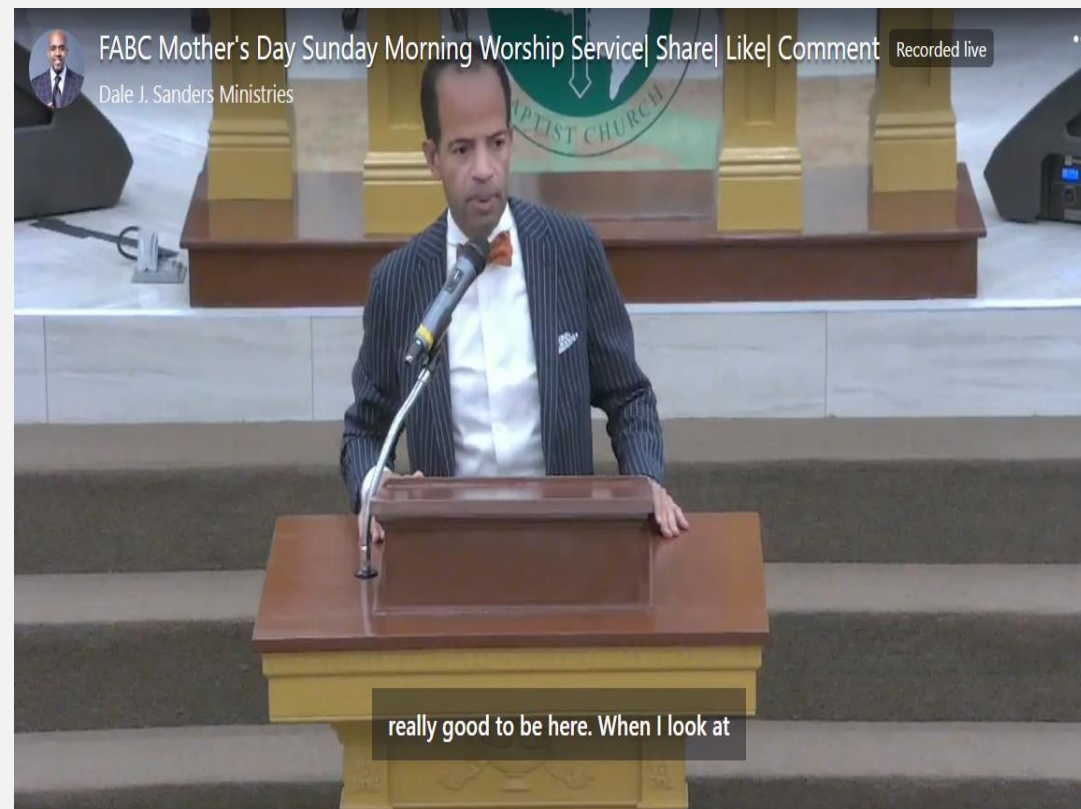 FABC Mother's Day Sunday Morning Worship Service| Share| Like| Comment
Recorded live
Dale J. Sanders Ministries
BAPTIST CHURCH
really good to be here. When I look at